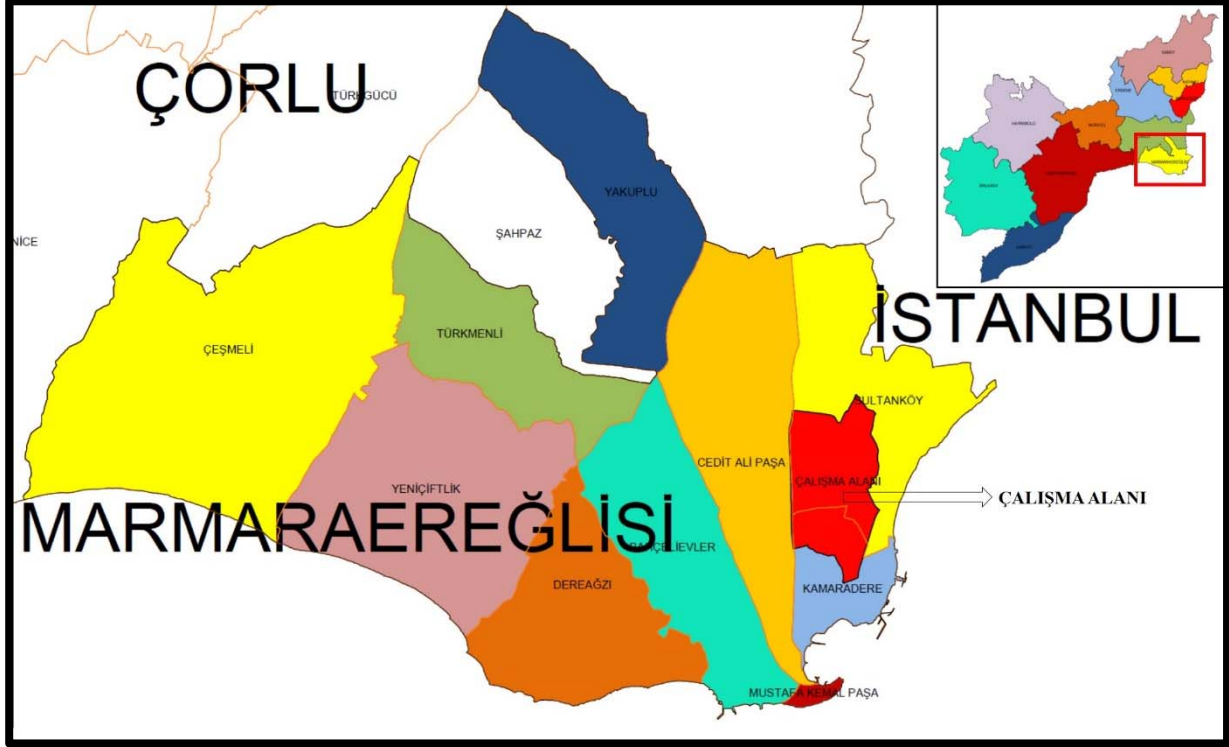 ÇORLU
TÜRKGÜCÜ
YAKUPLU
NİCE
ŞAHPAZ
İSTANBUL
TÜRKMENLİ
ÇEŞMELİ
SULTANKÖY
CEDİT ALİ PAŞA
ÇALIŞMA ALANI
YENİÇİFTLİK
ÇALIŞMA ALANI
MARMARAEREĞLİSİ
BAHÇELİEVLER
DEREAĞZI
KAMARADERE
MUSTAFA KEMAL PAŞA